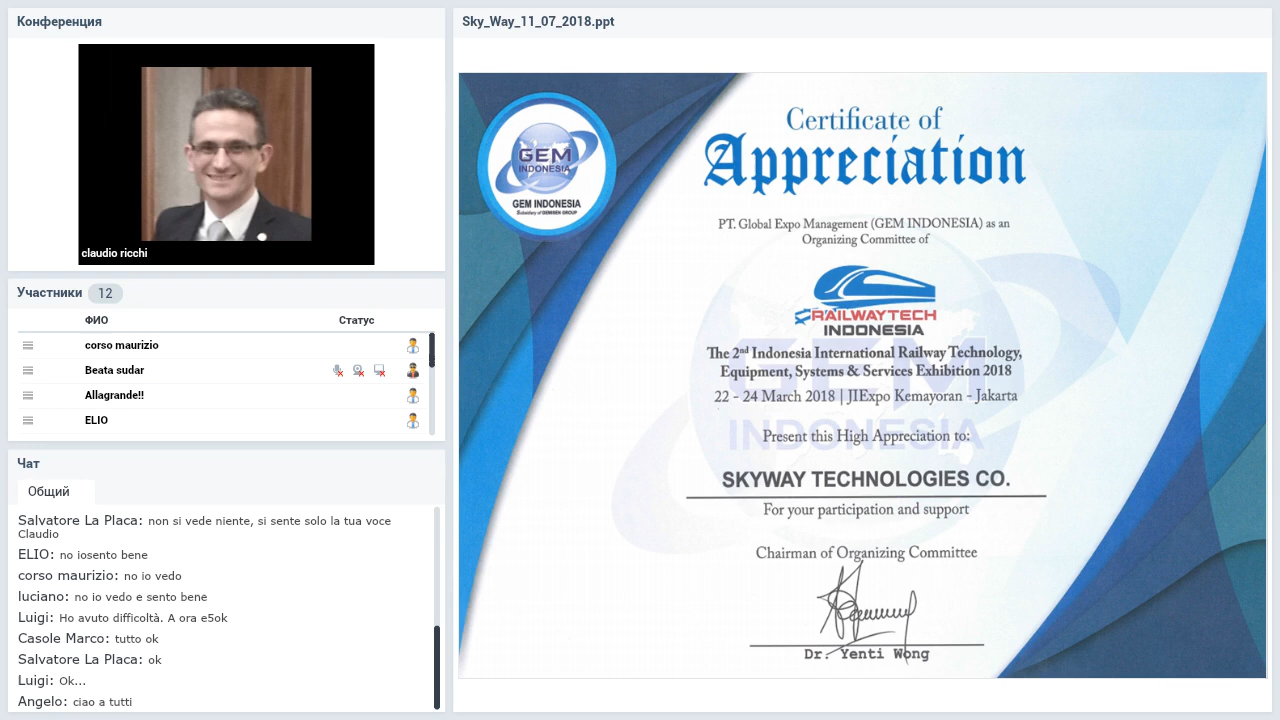 Конференция
claudio ricchi
Участники 12
ФИО Статус
corso maurizio
Beata sudar
Allagrande!!
ELIO
Чат
Общий
Salvatore La Placa: non si vede niente, si sente solo la tua voce
Claudio
ELIO: no iosento bene
corso maurizio: no io vedo
luciano: no io vedo e sento bene
Luigi: Ho avuto difficoltà. A ora e5ok
Casole Marco: tutto ok
Salvatore La Placa: ok
Luigi: Ok...
Angelo: ciao a tutti
Sky_Way_11_07_2018.ppt
GEM
INDONESIA
GEM INDONESIA
Subsidiary of GEMSEEN GROUP
Certificate of
Appreciation
PT. Global Expo Management (GEM INDONESIA) as an
Organizing Committee of
RAILWAYTECH
INDONESIA
The 2nd Indonesia International Railway Technology,
Equipment, Systems & Services Exhibition 2018
22 - 24 March 2018 | JIExpo Kemayoran - Jakarta
GEM
INDONESIA
Present this High Appreciation to:
SKYWAY TECHNOLOGIES CO.
For your participation and support
Chairman of Organizing Committee
Dr. Yenti Wong